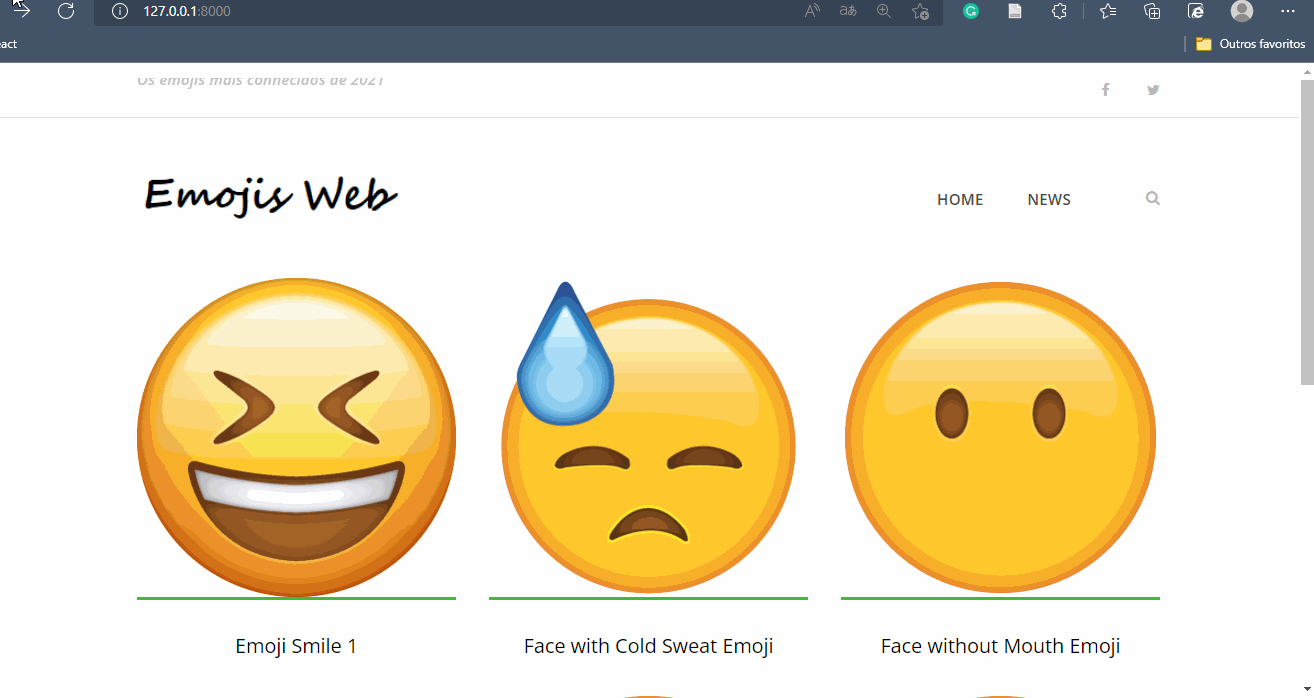 127.0.0.1:8000
act
Outros favoritos
Os emojis mais connecidos de 2021
Emojis Web
HOME
NEWS
Emoji Smile 1
Face with Cold Sweat Emoji
Face without Mouth Emoji